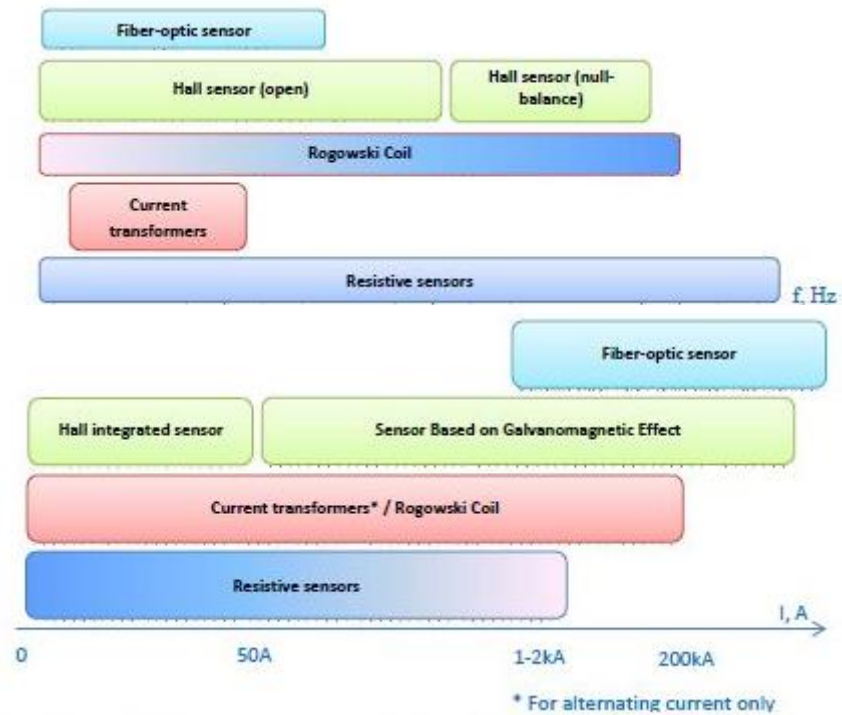 Fiber-optic sensor
Hall sensor (open)
Hall sensor (null-
balance)
Rogowski Coil
Current
transformers
Resistive sensors
f, Hz
Fiber-optic sensor
Hall integrated sensor
Sensor Based on Galvanomagnetic Effect
Current transformers* / Rogowski Coil
Resistive sensors
I, A
0
50A
1-2kA
200kA
* For alternating current only